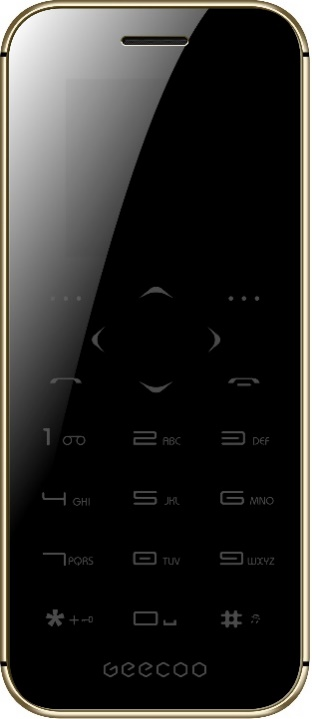 1
2 ABC
3 DEF
4 GHI
5 JKL
6 MNO
7 PQRS
8 TUV
9 WXYZ
* +
0
#
GEECOO